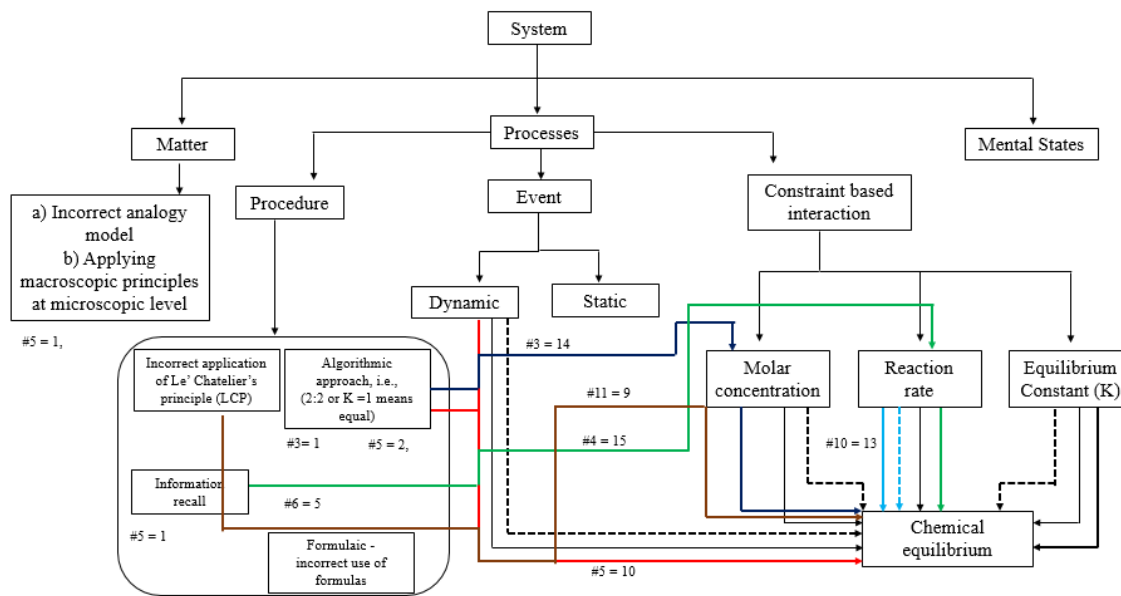 System
Matter
Processes
Mental States
a) Incorrect analogy
model
b) Applying
macroscopic principles
at microscopic level
#5 = 1,
Procedure
Event
Constraint based
interaction
Dynamic
Static
Incorrect application
of Le’ Chatelier’s
principle (LCP)
Algorithmic
approach, i.e.,
(2:2 or K =1 means
equal)
#3 = 14
Molar
concentration
Reaction
rate
Equilibrium
Constant (K)
#11 = 9
#3= 1
#5 = 2,
#4 = 15
#10 = 13
Information
recall
#6 = 5
#5 = 1
Formulaic -
incorrect use of
formulas
Chemical
equilibrium
#5 = 10